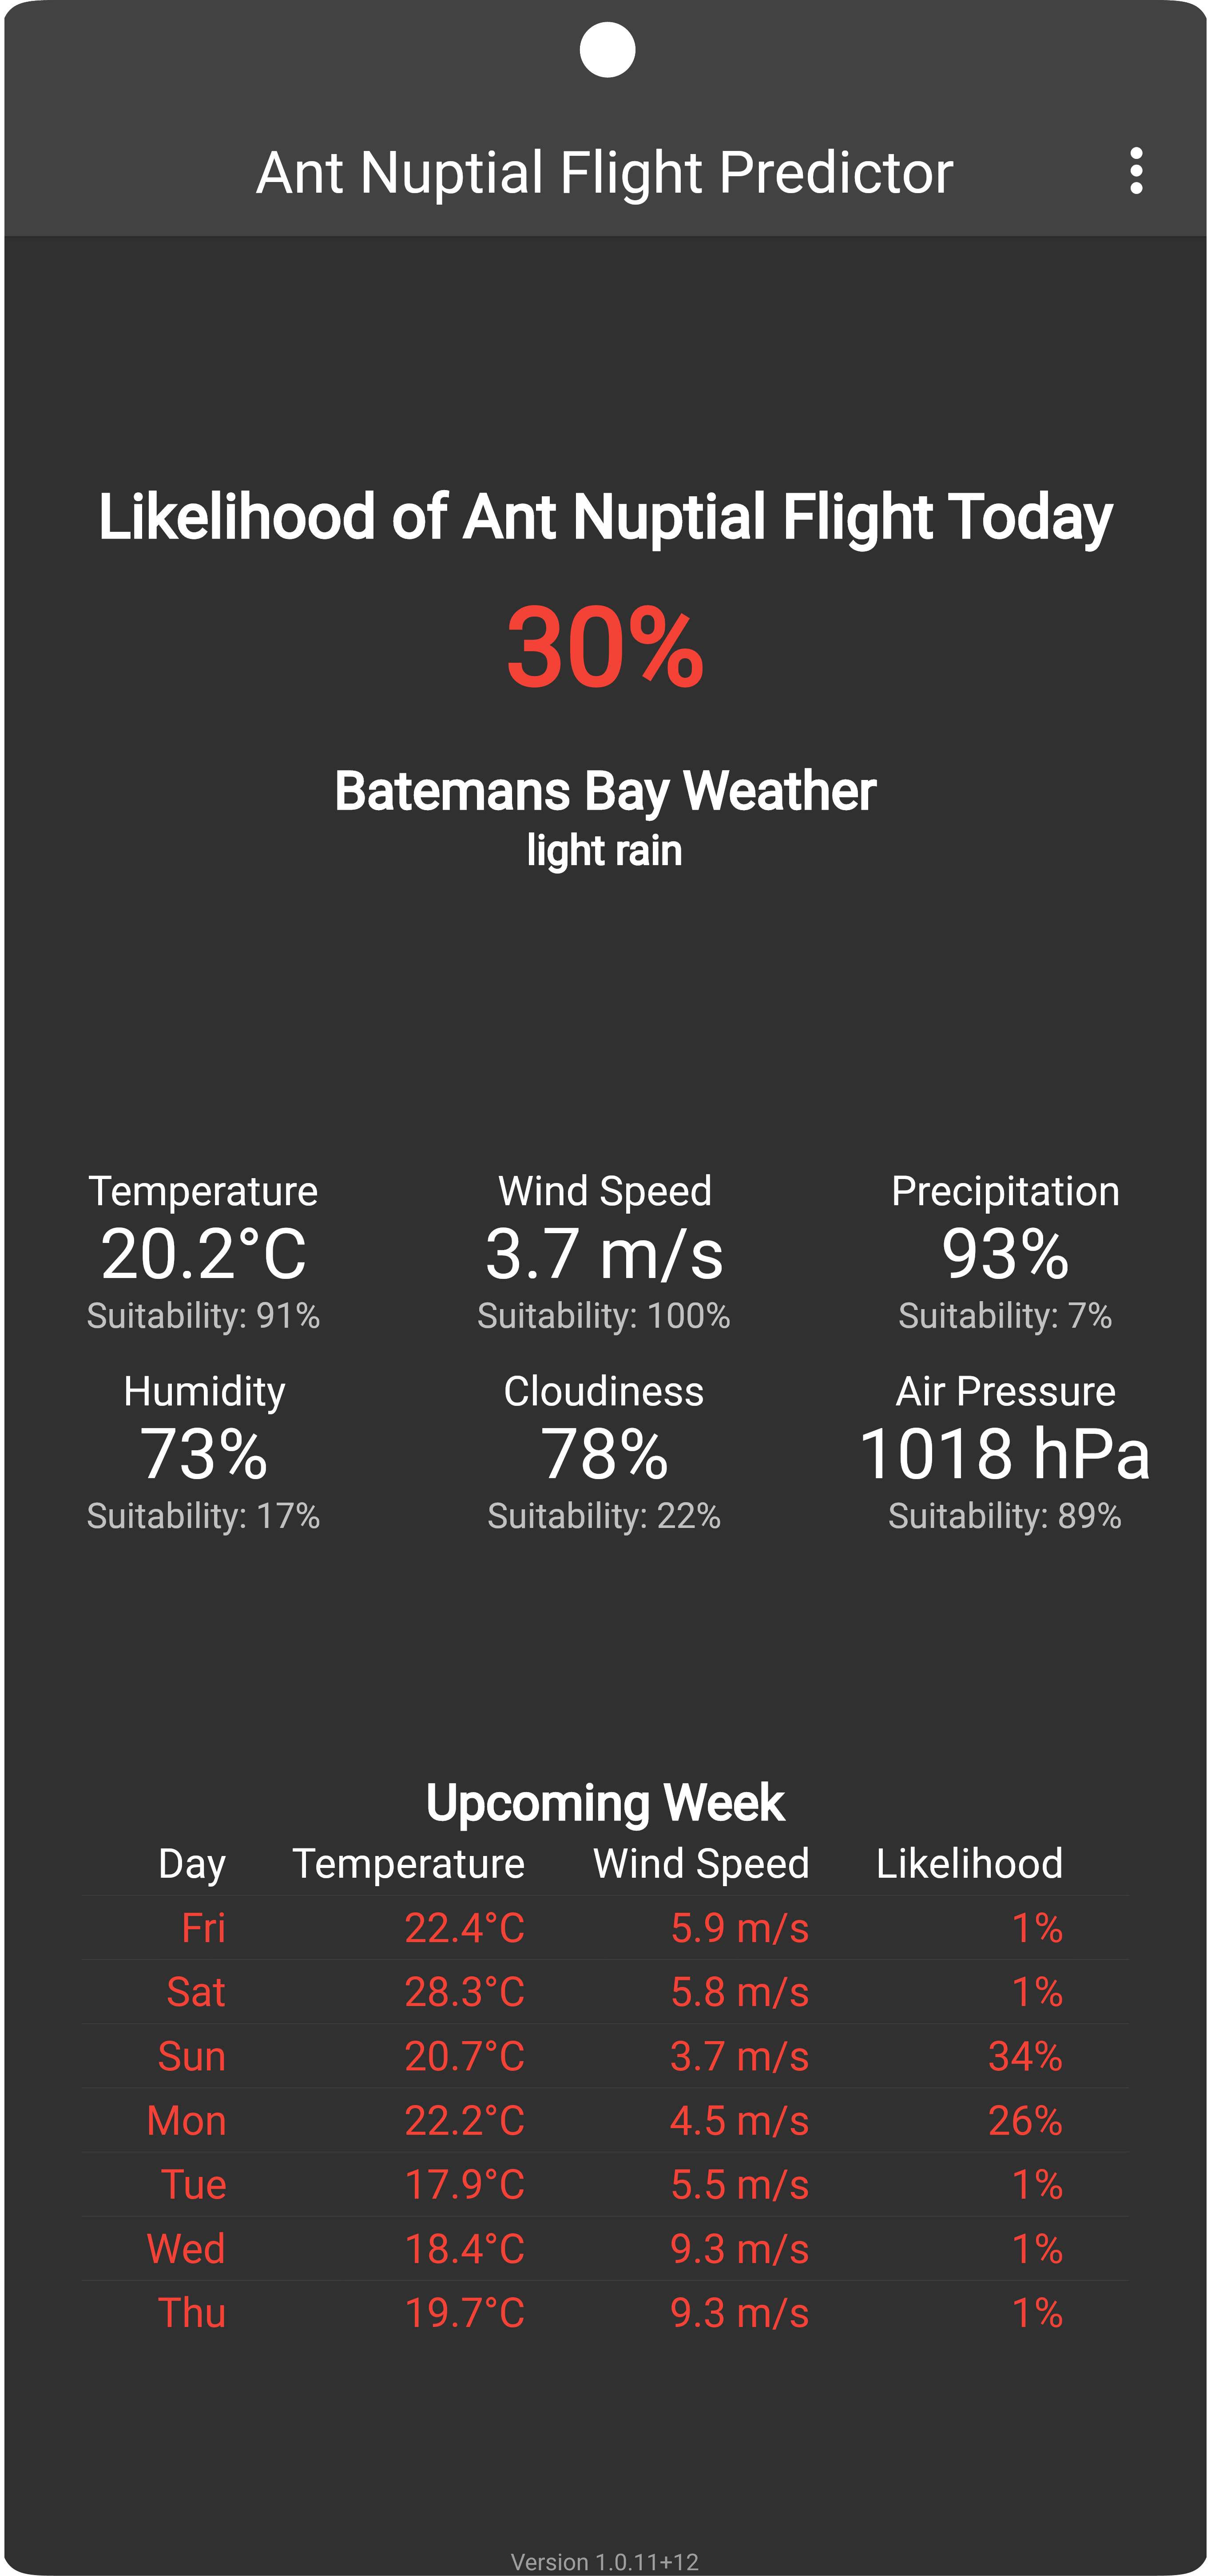 Ant Nuptial Flight Predictor
Likelihood of Ant Nuptial Flight Today
30%
Batemans Bay Weather
light rain
Temperature Wind Speed Precipitation
20.2°C 3.7 m/s 93%
Suitability: 91% Suitability: 100% Suitability: 7%
Humidity Cloudiness Air Pressure
73% 78% 1018 hPa
Suitability: 17% Suitability: 22% Suitability: 89%
Upcoming Week
Day Temperature Wind Speed Likelihood
Fri 22.4°C 5.9 m/s 1%
Sat 28.3°C 5.8 m/s 1%
Sun 20.7°C 3.7 m/s 34%
Mon 22.2°C 4.5 m/s 26%
Tue 17.9°C 5.5 m/s 1%
Wed 18.4°C 9.3 m/s 1%
Thu 19.7°C 9.3 m/s 1%
Version 1.0.11+12